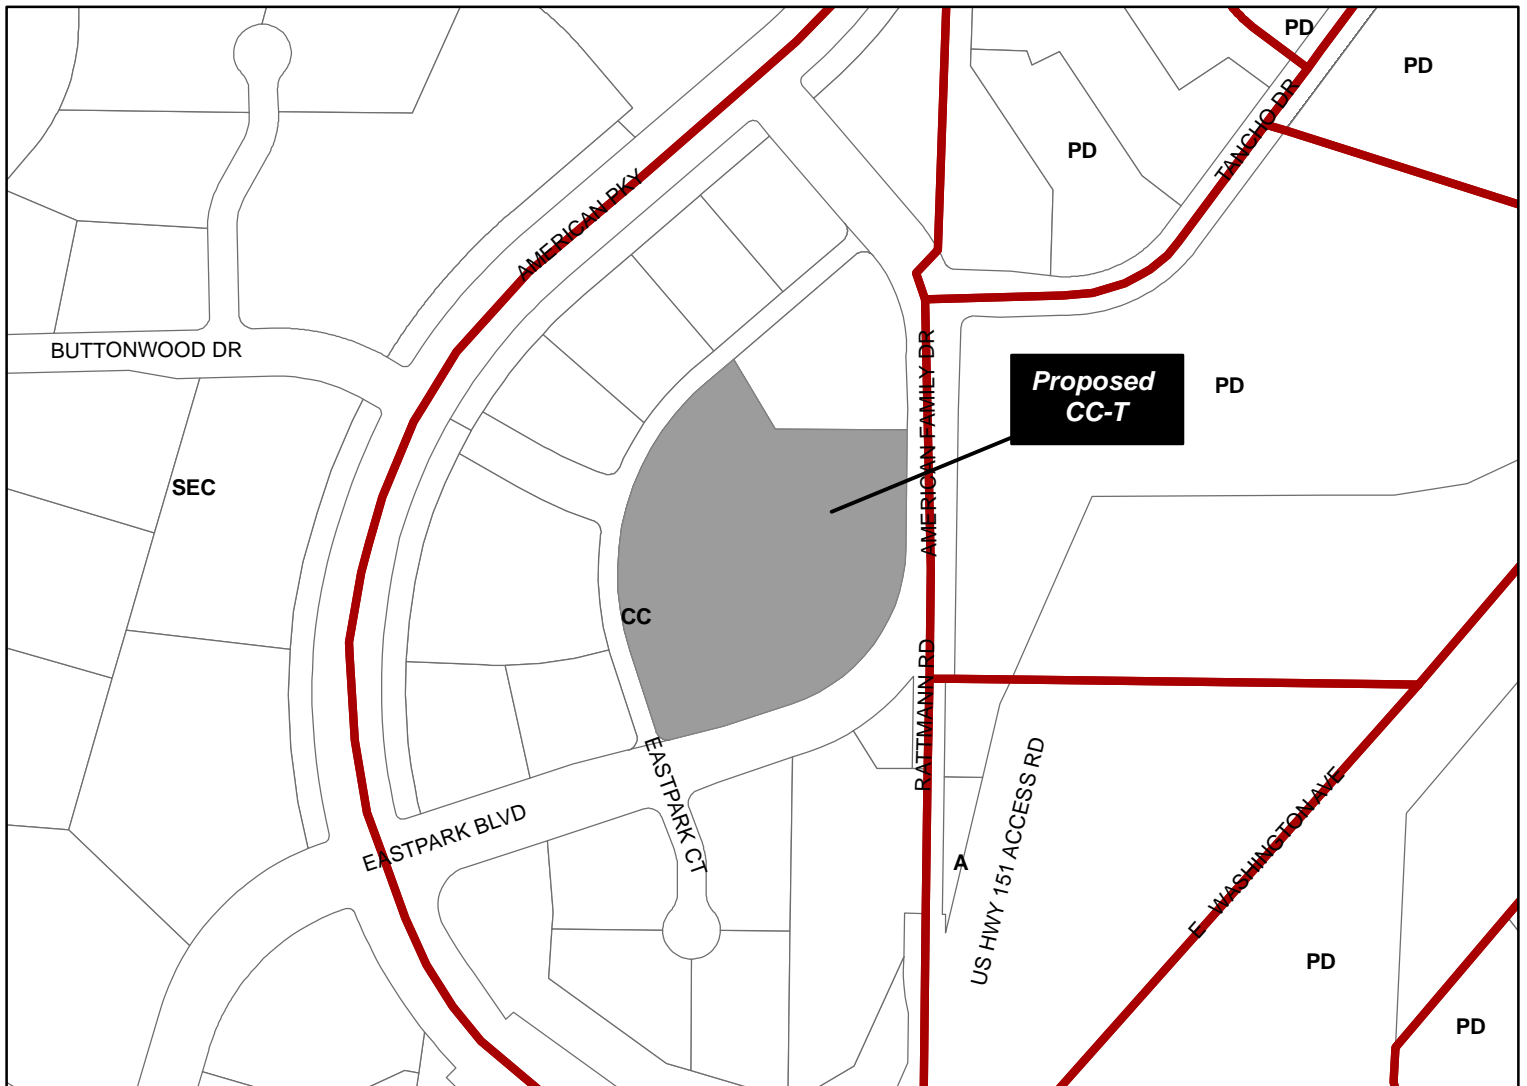 PD
PD
TANCHO DR
PD
AMERICAN PKY
BUTTONWOOD DR
Proposed
CC-T
PD
AMERICAN FAMILY DR
SEC
CC
RATTMANN RD
EASTPARK CT
EASTPARK BLVD
US HWY 151 ACCESS RD
E WASHINGTON AVE
A
PD
PD